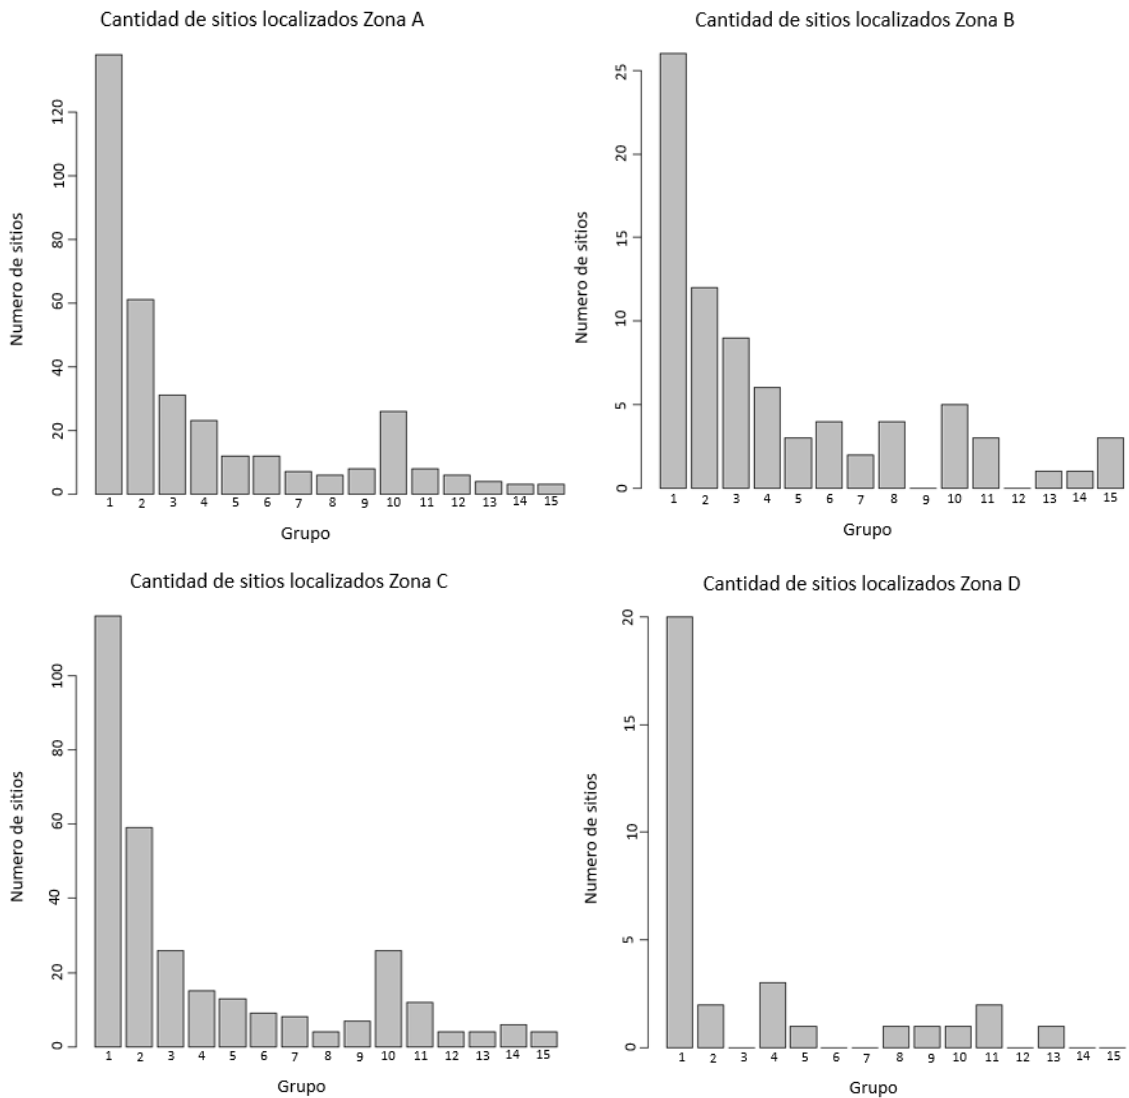 Cantidad de sitios localizados Zona A
Numero de sitios
120
100
80
60
40
20
0
1 2 3 4 5 6 7 8 9 10 11 12 13 14 15
Grupo
Cantidad de sitios localizados Zona B
Numero de sitios
25
20
15
10
5
0
1 2 3 4 5 6 7 8 9 10 11 12 13 14 15
Grupo
Cantidad de sitios localizados Zona C
Numero de sitios
100
80
60
40
20
0
1 2 3 4 5 6 7 8 9 10 11 12 13 14 15
Grupo
Cantidad de sitios localizados Zona D
Numero de sitios
20
15
10
5
0
1 2 3 4 5 6 7 8 9 10 11 12 13 14 15
Grupo